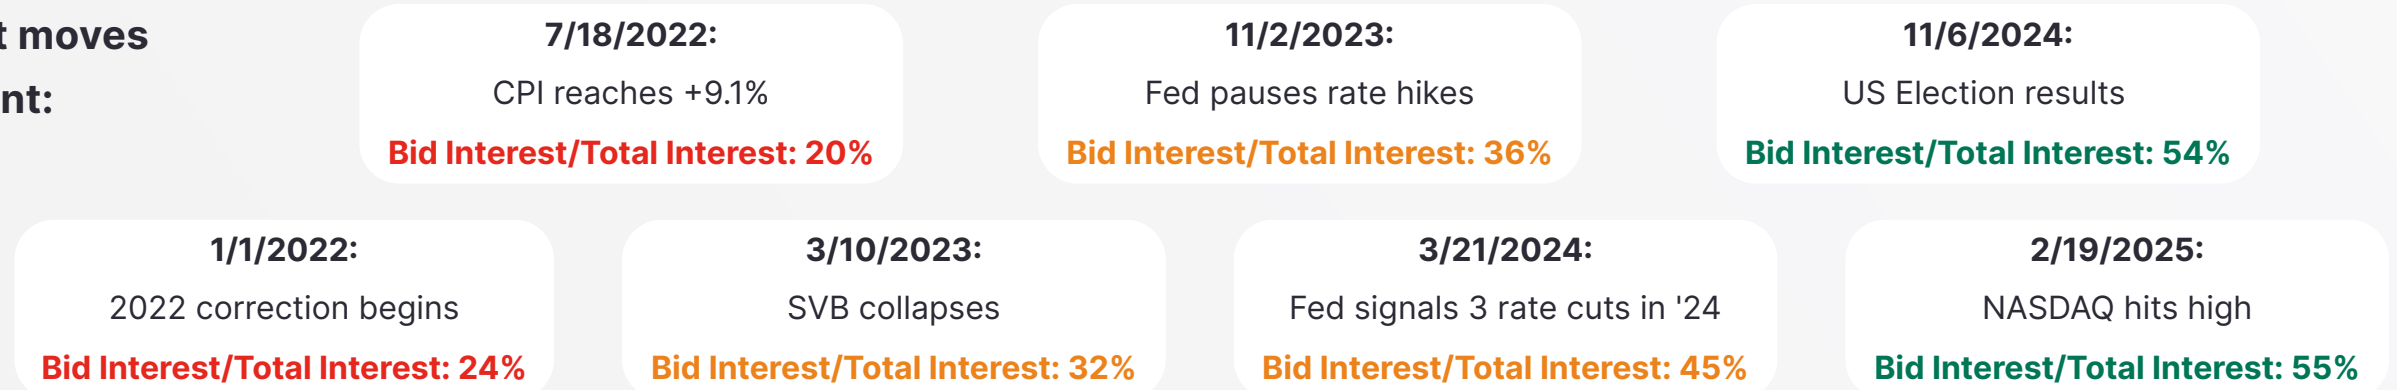 t moves
nt:
7/18/2022:
CPI reaches +9.1%
Bid Interest/Total Interest: 20%
11/2/2023:
Fed pauses rate hikes
Bid Interest/Total Interest: 36%
11/6/2024:
US Election results
Bid Interest/Total Interest: 54%
1/1/2022:
2022 correction begins
Bid Interest/Total Interest: 24%
3/10/2023:
SVB collapses
Bid Interest/Total Interest: 32%
3/21/2024:
Fed signals 3 rate cuts in '24
Bid Interest/Total Interest: 45%
2/19/2025:
NASDAQ hits high
Bid Interest/Total Interest: 55%